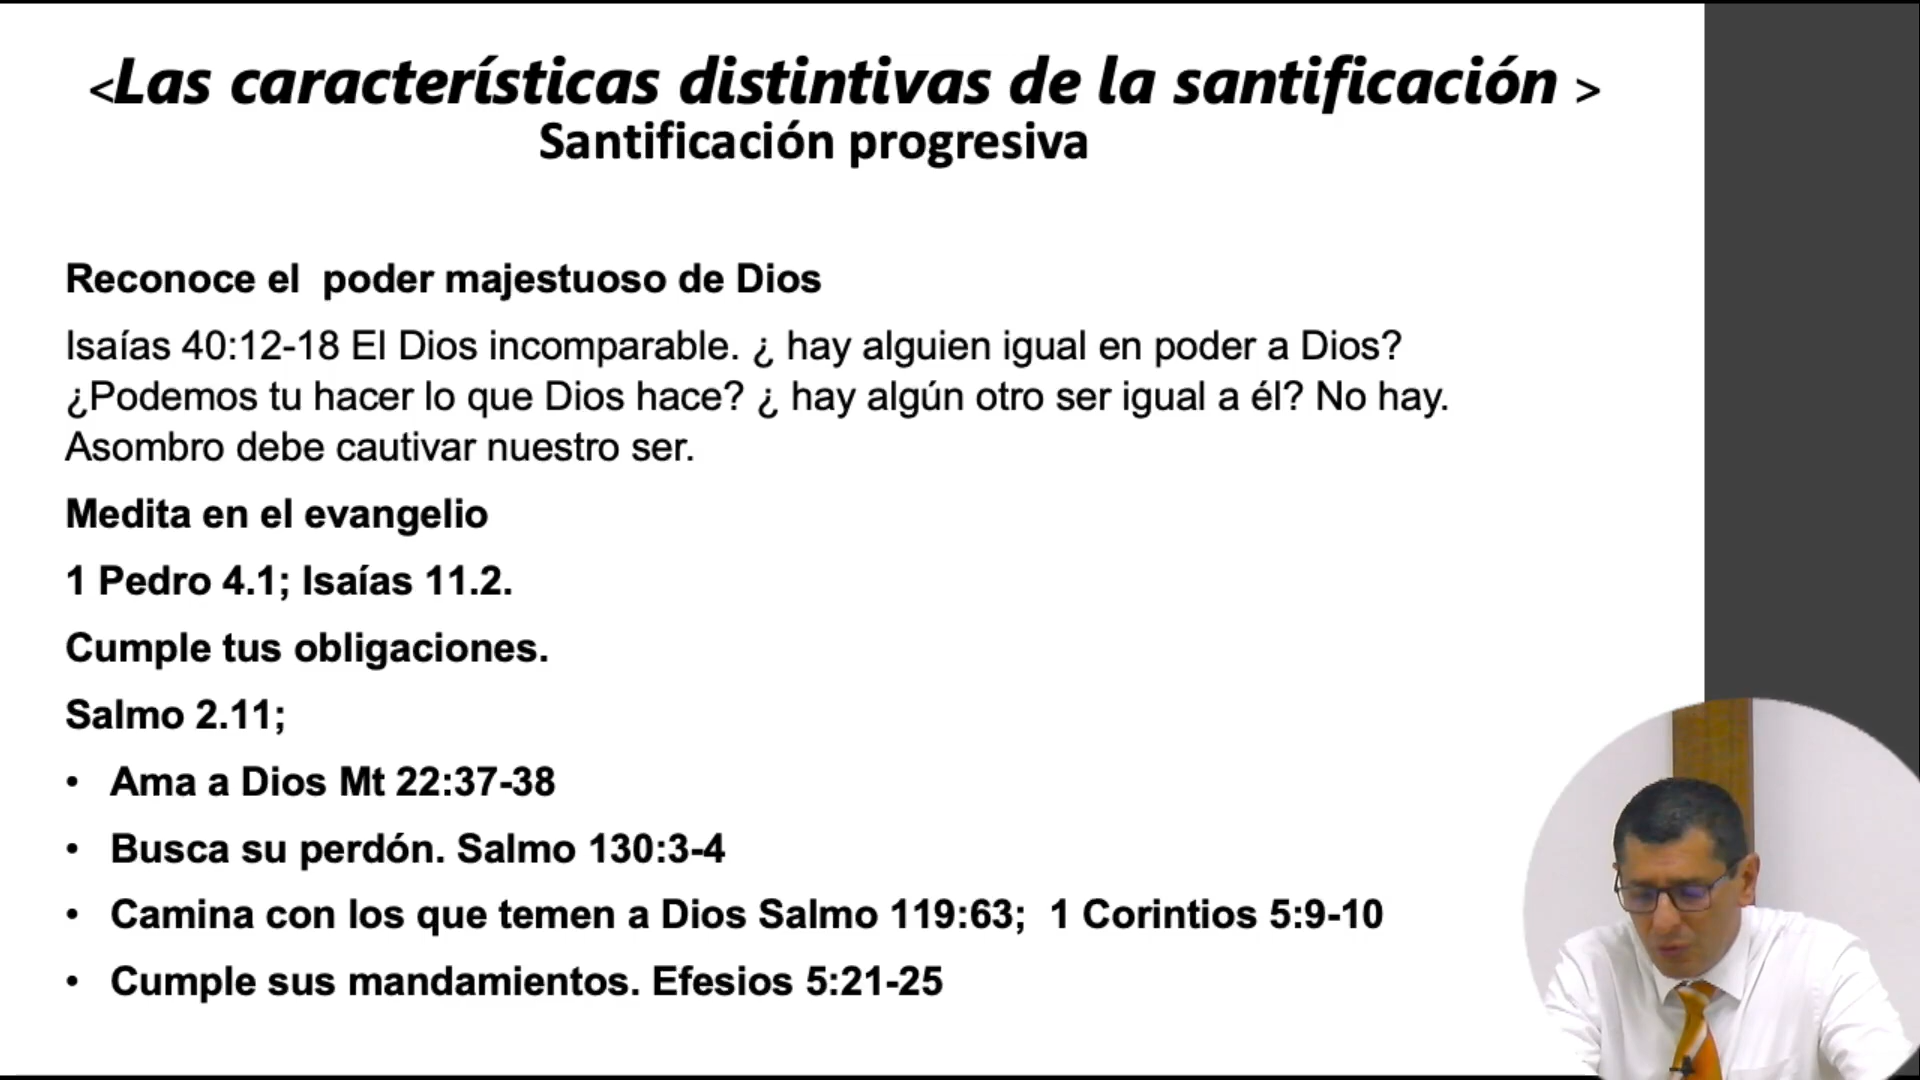 <Las características distintivas de la santificación >
Santificación progresiva
Reconoce el  poder majestuoso de Dios
Isaías 40:12-18 El Dios incomparable. ¿ hay alguien igual en poder a Dios?
¿Podemos tu hacer lo que Dios hace? ¿ hay algún otro ser igual a él? No hay.
Asombro debe cautivar nuestro ser.
Medita en el evangelio
1 Pedro 4.1; Isaías 11.2.
Cumple tus obligaciones.
Salmo 2.11;
• Ama a Dios Mt 22:37-38
• Busca su perdón. Salmo 130:3-4
• Camina con los que temen a Dios Salmo 119:63;  1 Corintios 5:9-10
• Cumple sus mandamientos. Efesios 5:21-25